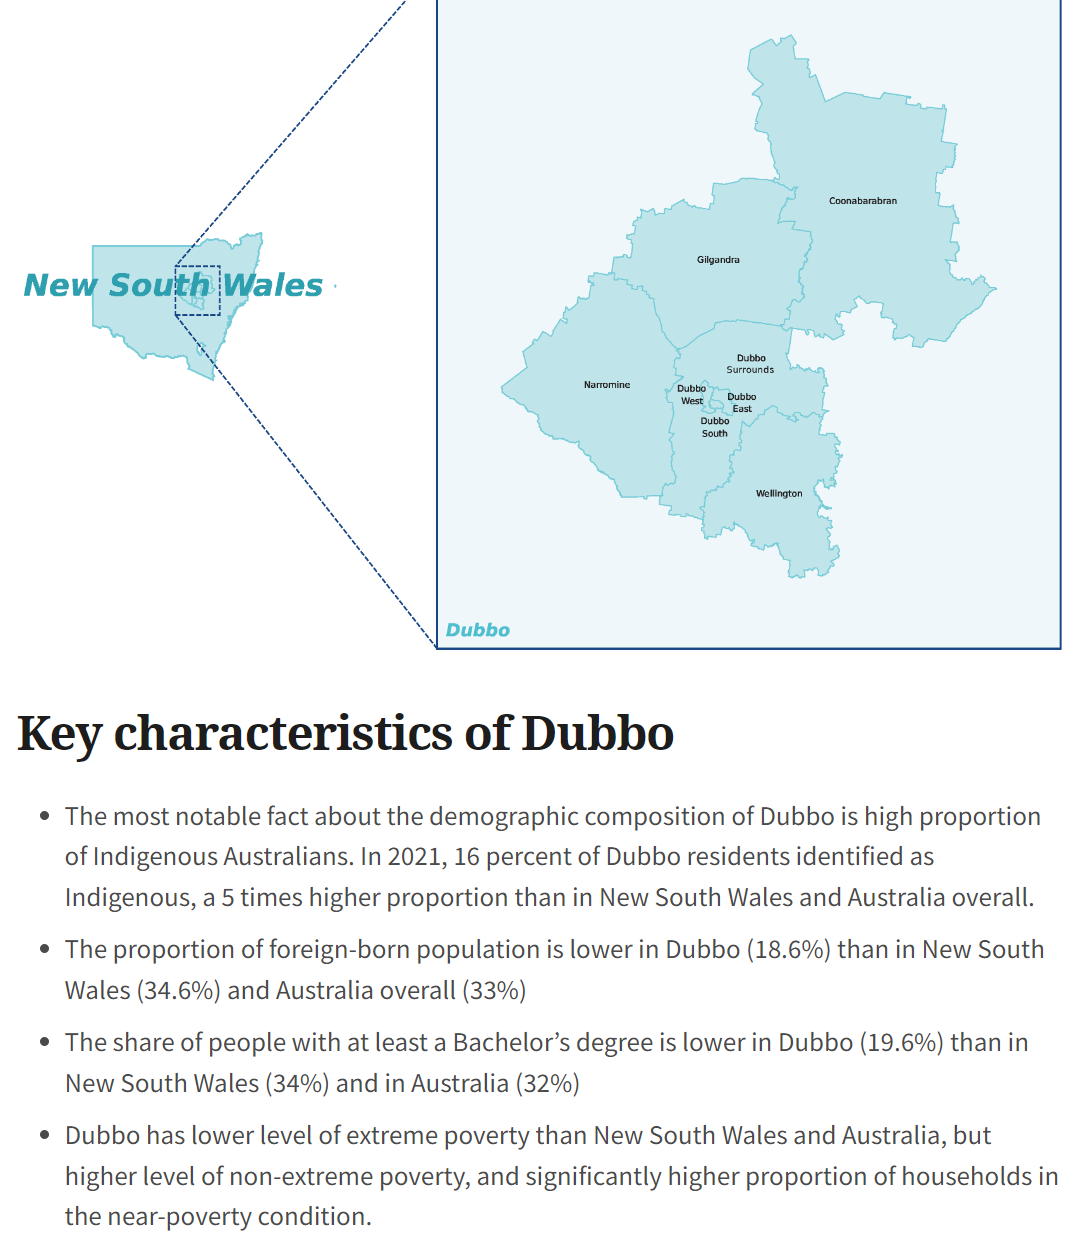 Coonabarabran
Gilgandra
New South Wales
Dubbo
Surrounds
Narromine
Dubbo
West
Dubbo
East
Dubbo
South
Wellington
Dubbo
Key characteristics of Dubbo
• The most notable fact about the demographic composition of Dubbo is high proportion
of Indigenous Australians. In 2021, 16 percent of Dubbo residents identified as
Indigenous, a 5 times higher proportion than in New South Wales and Australia overall.
• The proportion of foreign-born population is lower in Dubbo (18.6%) than in New South
Wales (34.6%) and Australia overall (33%)
• The share of people with at least a Bachelor’s degree is lower in Dubbo (19.6%) than in
New South Wales (34%) and in Australia (32%)
• Dubbo has lower level of extreme poverty than New South Wales and Australia, but
higher level of non-extreme poverty, and significantly higher proportion of households in
the near-poverty condition.